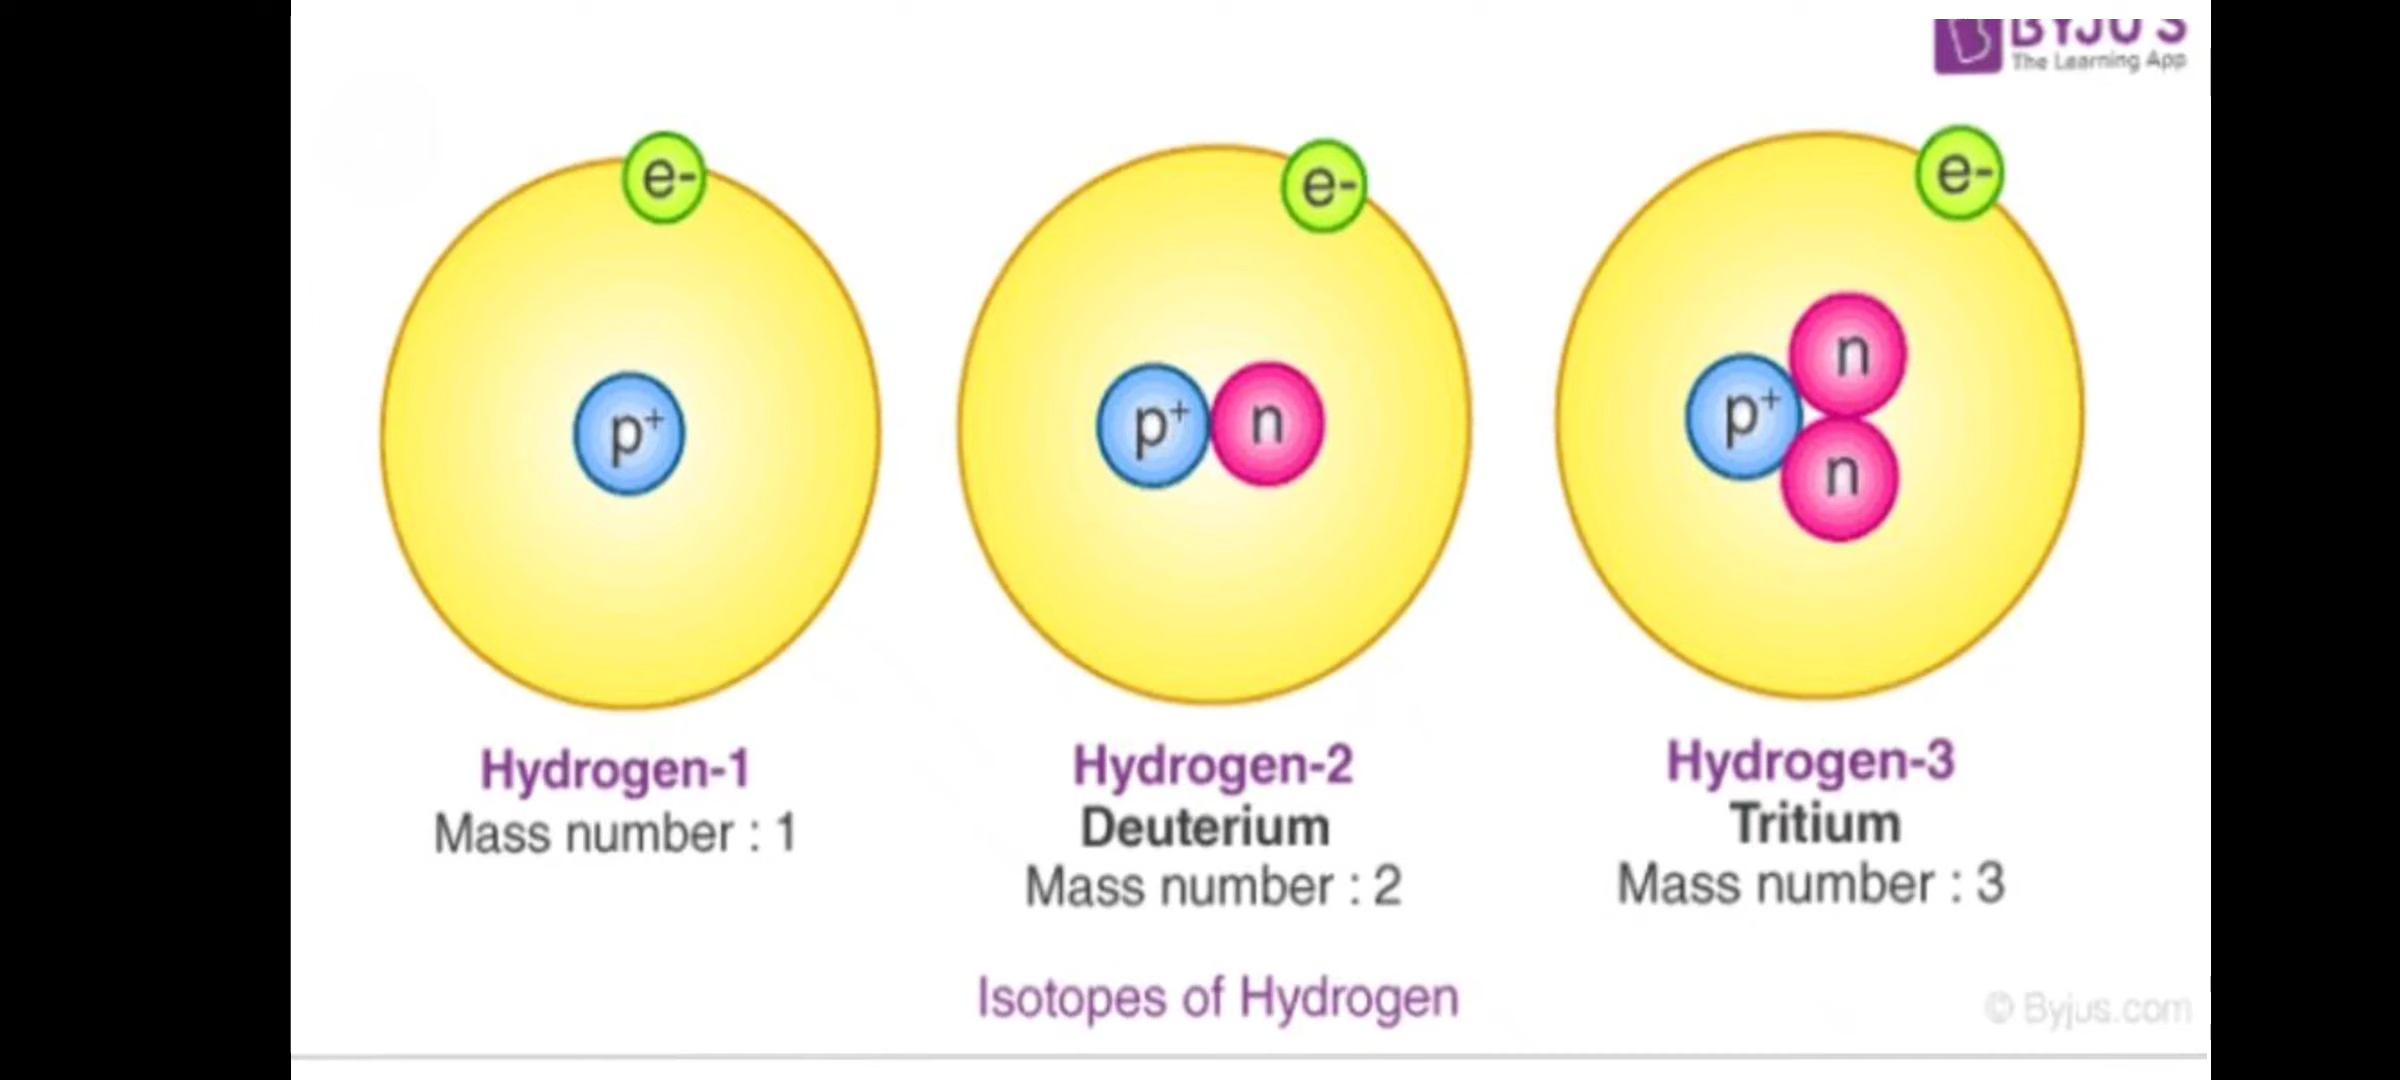 BYJU'S
The Learning App
e-
e-
e-
p+
p+ n
p+ n
n
Hydrogen-1
Mass number : 1
Hydrogen-2
Deuterium
Mass number : 2
Hydrogen-3
Tritium
Mass number : 3
Isotopes of Hydrogen
© Byjus.com